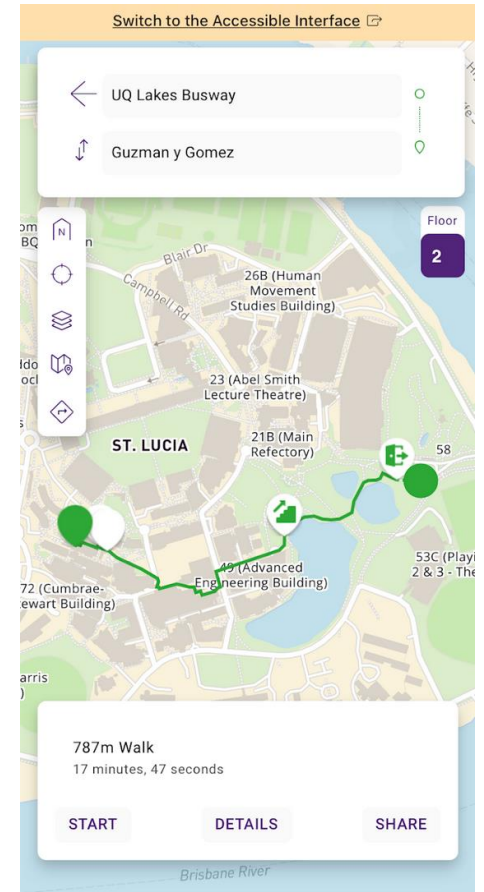 Switch to the Accessible Interface
UQ Lakes Busway
Guzman y Gomez
N
Floor
2
Blair Dr
Campbell Rd
26B (Human
Movement
Studies Building)
23 (Abel Smith
Lecture Theatre)
ST. LUCIA
21B (Main
Refectory)
58
49 (Advanced
Engineering Building)
53C (Playi
2 & 3 - The
72 (Cumbrae-
ewart Building)
arris
)
787m Walk
17 minutes, 47 seconds
START
DETAILS
SHARE
Brisbane River